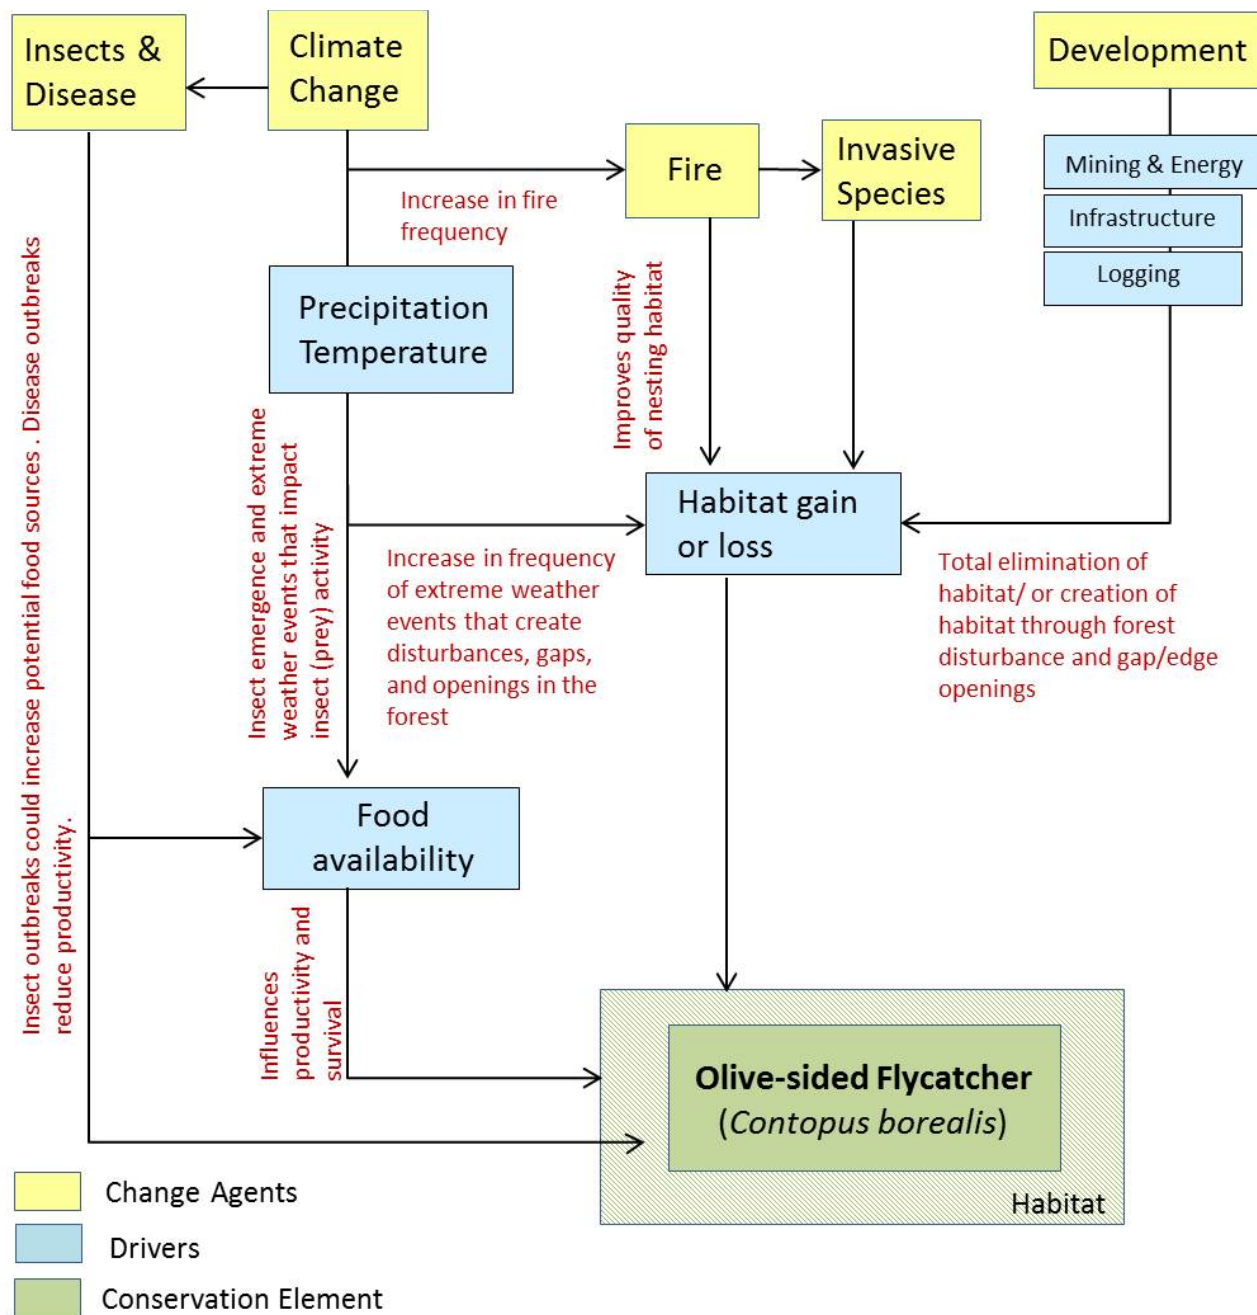 Insects &
Disease
Climate
Change
Development
Fire
Invasive
Species
Mining & Energy
Infrastructure
Logging
Increase in fire
frequency
Precipitation
Temperature
Improves quality
of nesting habitat
Insect outbreaks could increase potential food sources . Disease outbreaks
reduce productivity.
Insect emergence and extreme
weather events that impact
insect (prey) activity
Habitat gain
or loss
Increase in frequency
of extreme weather
events that create
disturbances, gaps,
and openings in the
forest
Total elimination of
habitat/ or creation of
habitat through forest
disturbance and gap/edge
openings
Food
availability
Influences
productivity and
survival
Olive-sided Flycatcher
(Contopus borealis)
Habitat
Change Agents
Drivers
Conservation Element